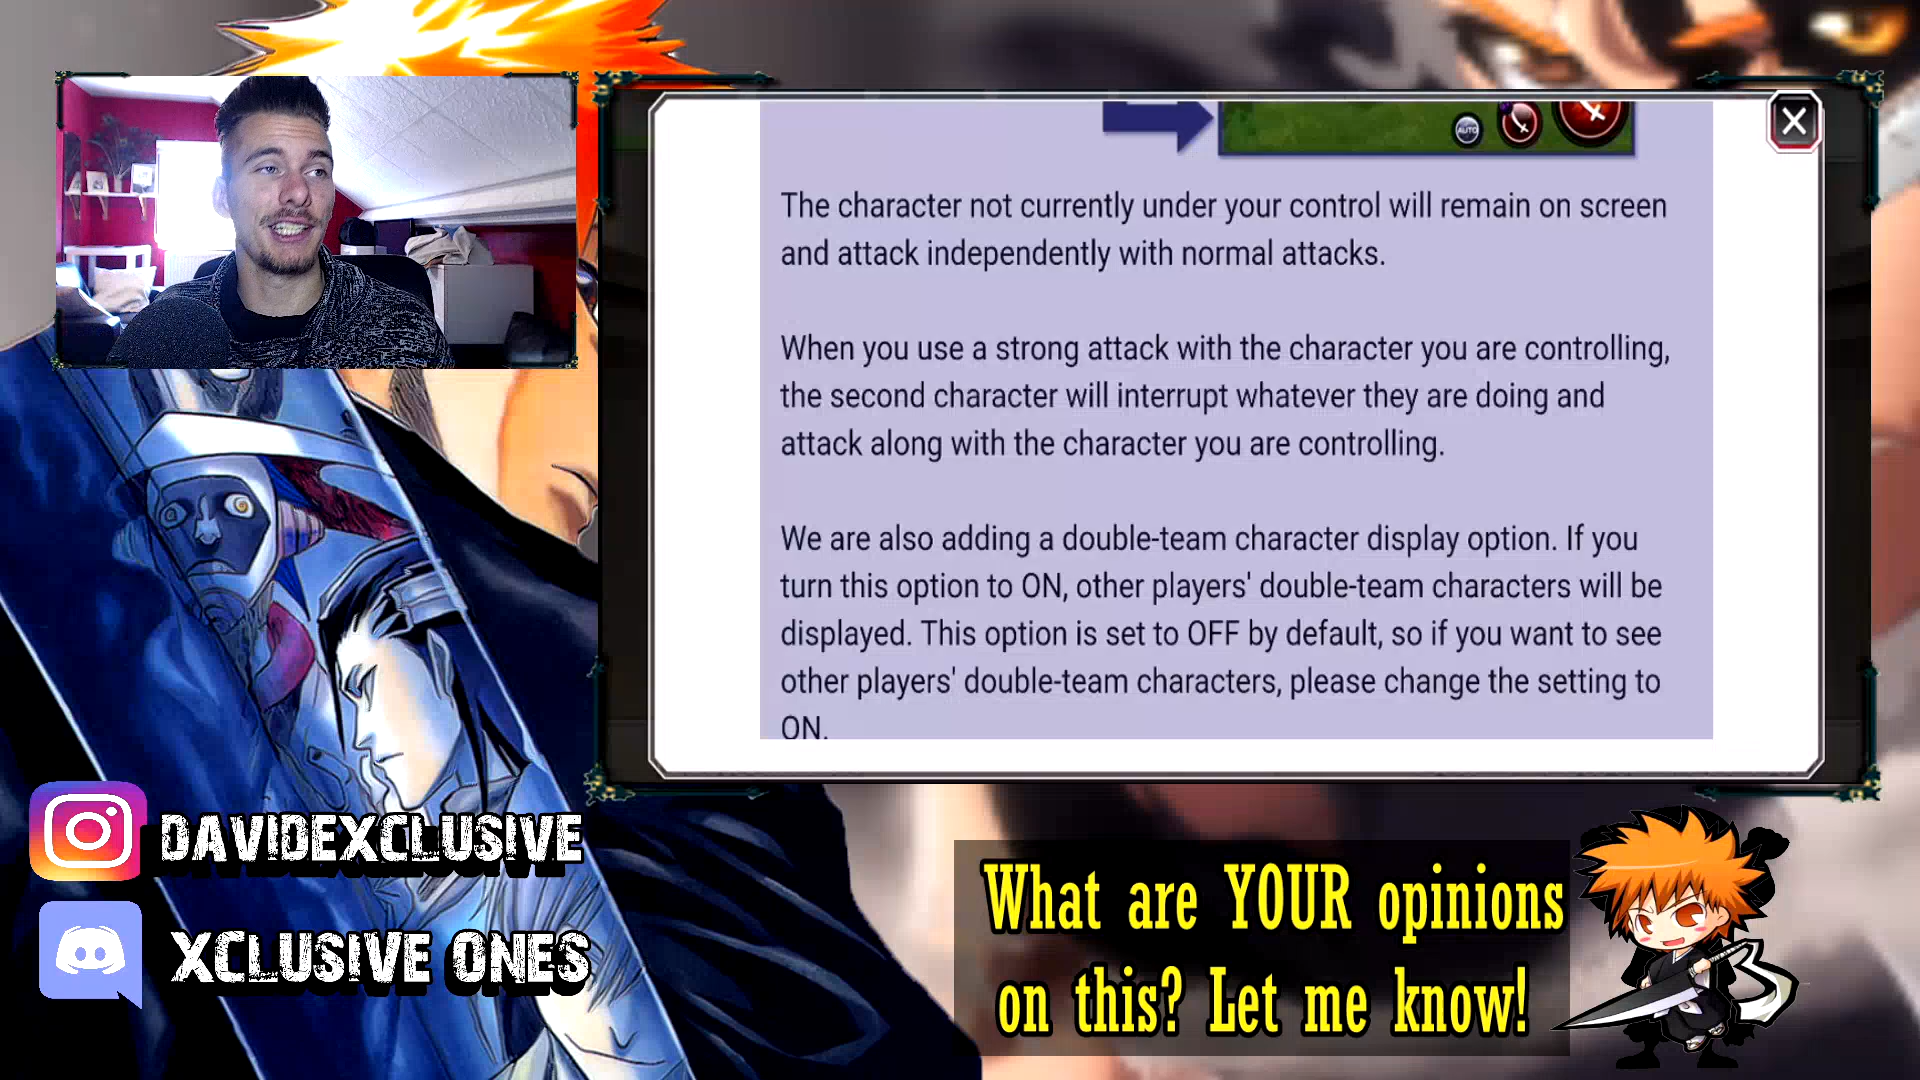 AUTO
The character not currently under your control will remain on screen
and attack independently with normal attacks.
When you use a strong attack with the character you are controlling,
the second character will interrupt whatever they are doing and
attack along with the character you are controlling.
We are also adding a double-team character display option. If you
turn this option to ON, other players' double-team characters will be
displayed. This option is set to OFF by default, so if you want to see
other players' double-team characters, please change the setting to
ON.
DAVIDEXCLUSIVE
XCLUSIVE ONES
What are YOUR opinions
on this? Let me know!